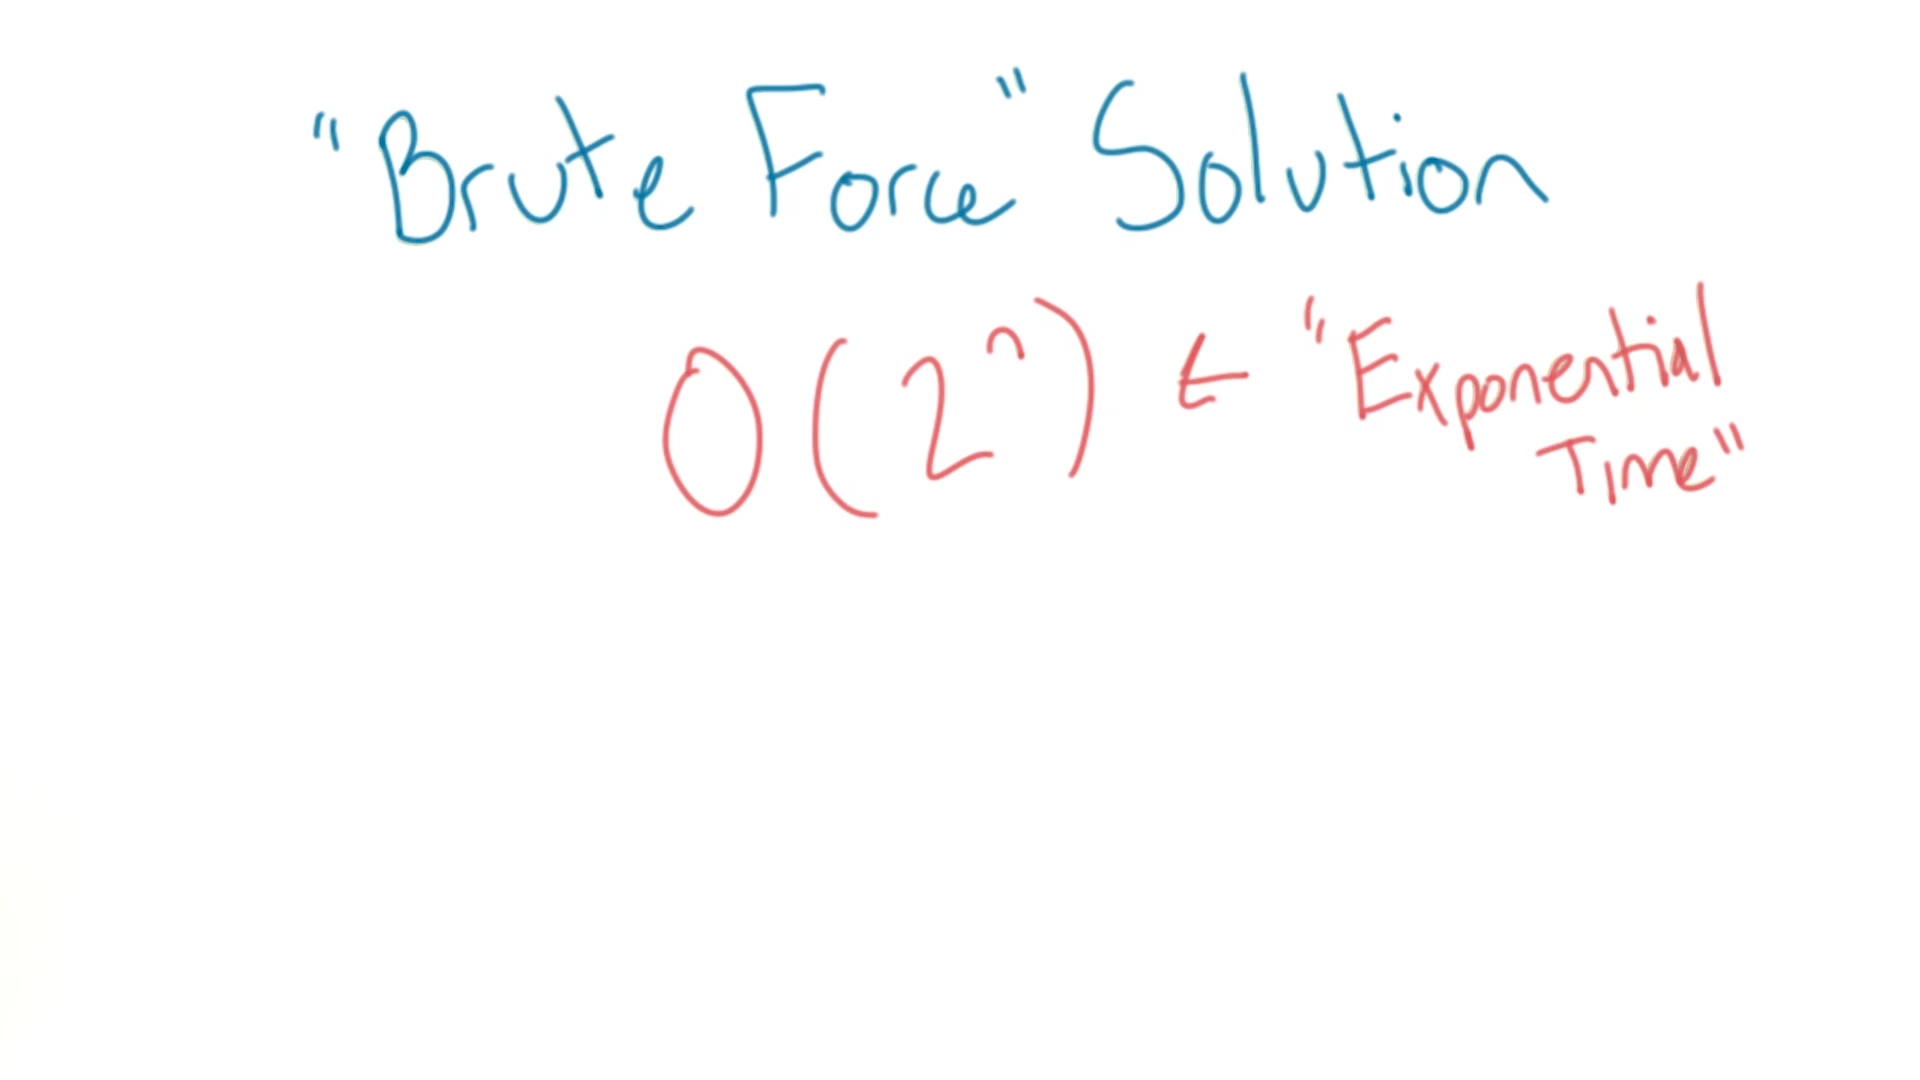 "Brute Force" Solution
O(2ⁿ) ← "Exponential
Time"